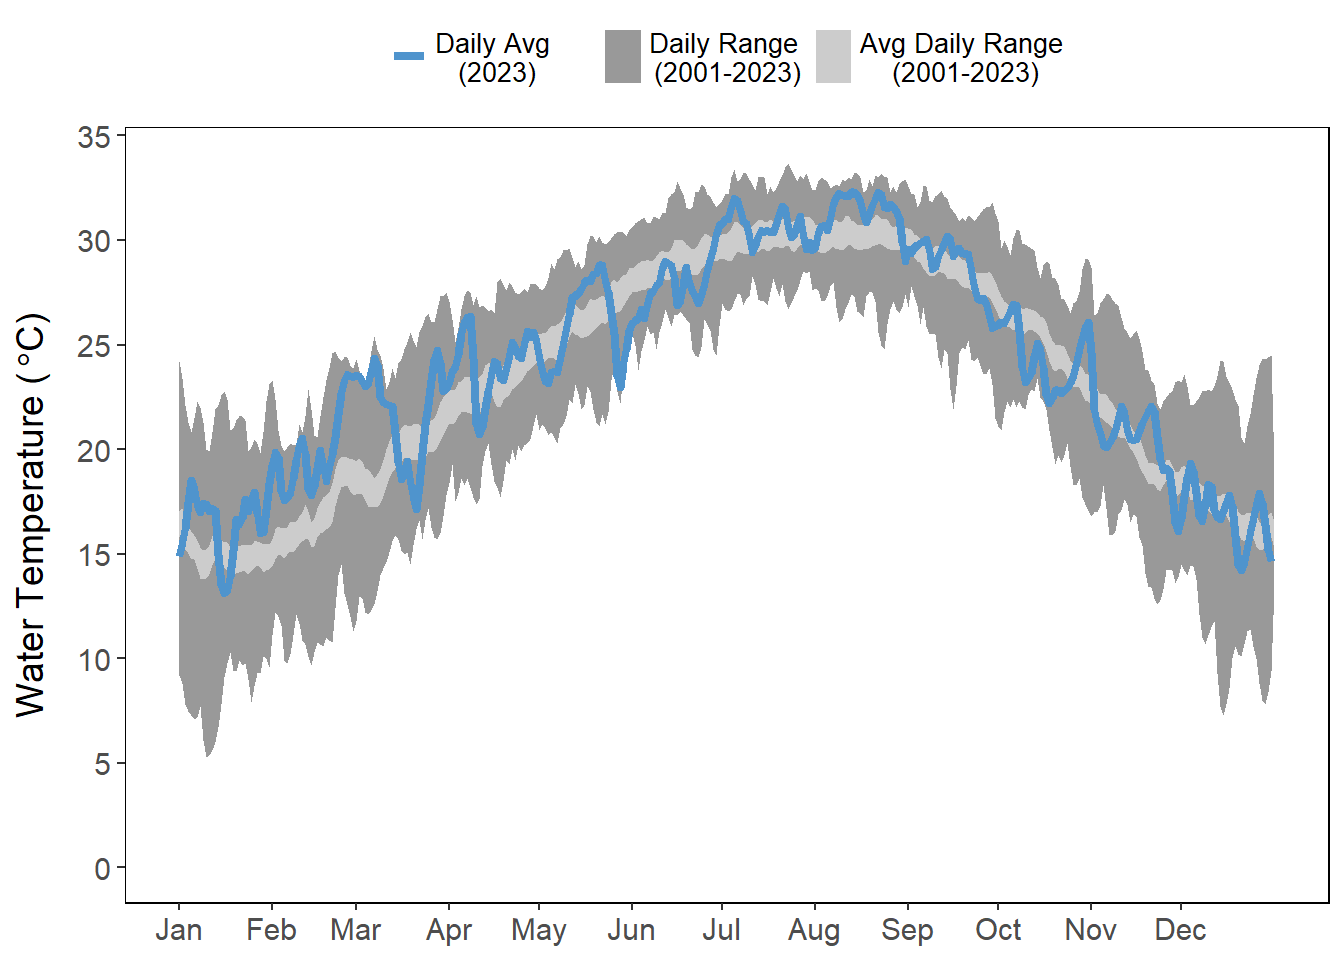 Daily Avg
(2023)
Daily Range
(2001-2023)
Avg Daily Range
(2001-2023)
Water Temperature (°C)
35
30
25
20
15
10
5
0
Jan Feb Mar Apr May Jun Jul Aug Sep Oct Nov Dec